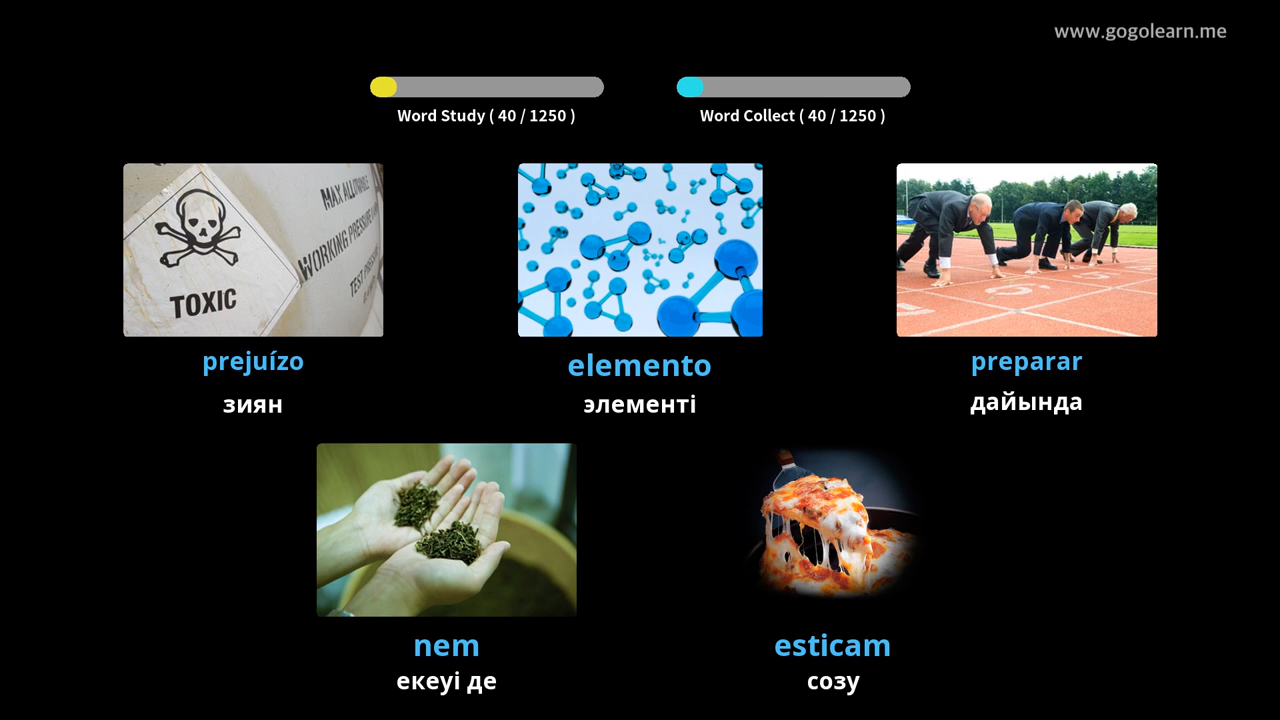 www.gogolearn.me
Word Study ( 40 / 1250 )
Word Collect ( 40 / 1250 )
MAX ALLOWABLE
WORKING PRESSURE
TEST
TOXIC
prejuízo
elemento
preparar
зиян
элементі
дайында
nem
esticam
екеуі де
созу